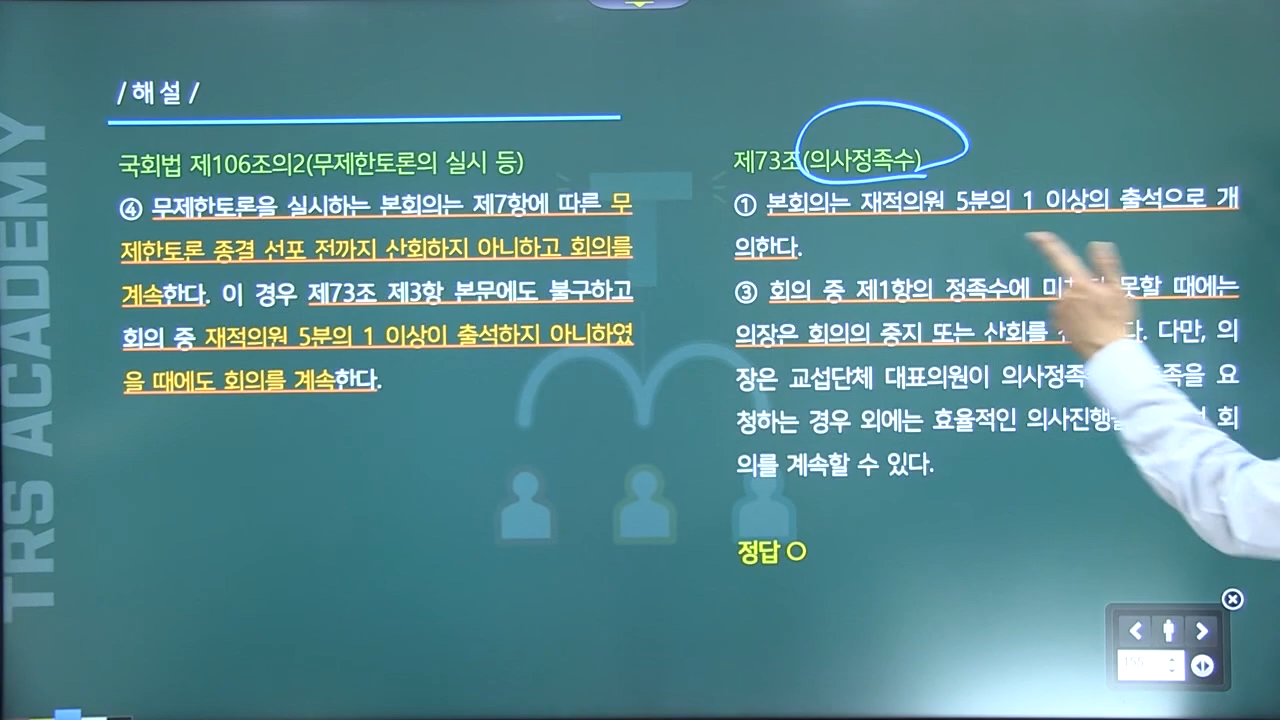 TRS ACADEMY
/해설/
국회법 제106조의2(무제한토론의 실시 등)
④ 무제한토론을 실시하는 본회의는 제7항에 따른 무
제한토론 종결 선포 전까지 산회하지 아니하고 회의를
계속한다. 이 경우 제73조 제3항 본문에도 불구하고
회의 중 재적의원 5분의 1 이상이 출석하지 아니하였
을 때에도 회의를 계속한다.
제73조(의사정족수)
① 본회의는 재적의원 5분의 1 이상의 출석으로 개
의한다.
③ 회의 중 제1항의 정족수에 못할 때에는
의장은 회의의 중지 또는 산회를 다만, 의
장은 교섭단체 대표의원이 요
청하는 경우 외에는 효율적인 회
의를 계속할 수 있다.
정답 O